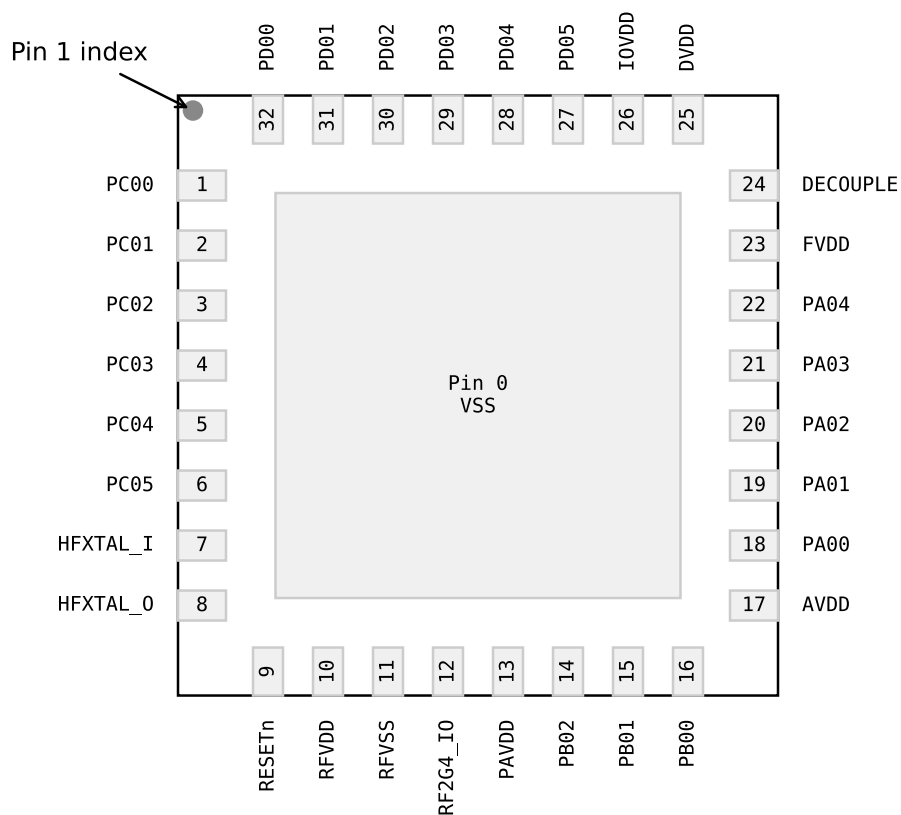 Pin 1 index
PD00
PD01
PD02
PD03
PD04
PD05
IOVDD
DVDD
32
31
30
29
28
27
26
25
PC00 1
24 DECOUPLE
PC01 2
23 FVDD
PC02 3
22 PA04
PC03 4
21 PA03
Pin 0
VSS
PC04 5
20 PA02
PC05 6
19 PA01
HFXTAL_I 7
18 PA00
HFXTAL_O 8
17 AVDD
9
10
11
12
13
14
15
16
RESETn
RFVDD
RFVSS
RF2G4_IO
PAVDD
PB02
PB01
PB00